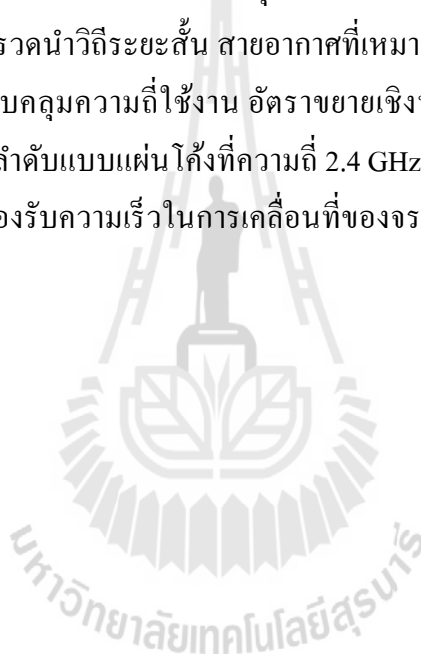 รวดนำวิถีระยะสั้น สายอากาศที่เหมา
บคลุมความถี่ใช้งาน อัตราขยายเชิง
ลำดับแบบแผ่นโค้งที่ความถี่ 2.4 GHz
องรับความเร็วในการเคลื่อนที่ของจร
มหาวิทยาลัยเทคโนโลยีสุรนารี